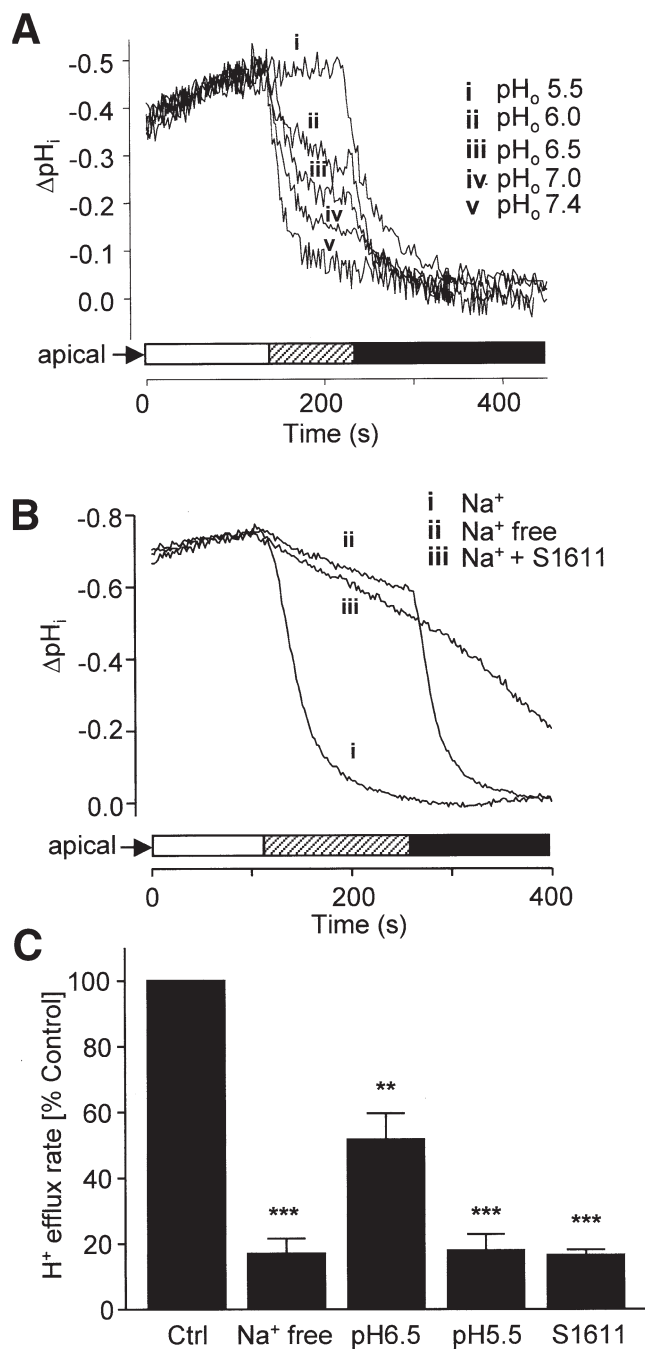 A
-0.5
-0.4
-0.3
-0.2
-0.1
0.0
ΔpHi
i
ii
iii
iv
v
i pHo 5.5
ii pHo 6.0
iii pHo 6.5
iv pHo 7.0
v pHo 7.4
apical
0 200 400
Time (s)
B
-0.8
-0.6
-0.4
-0.2
0.0
ΔpHi
i Na+
ii Na+ free
iii Na+ + S1611
ii
iii
i
apical
0 200 400
Time (s)
C
H+ efflux rate [% Control]
100
80
60
40
20
0
***
**
***
***
Ctrl Na+ free pH6.5 pH5.5 S1611